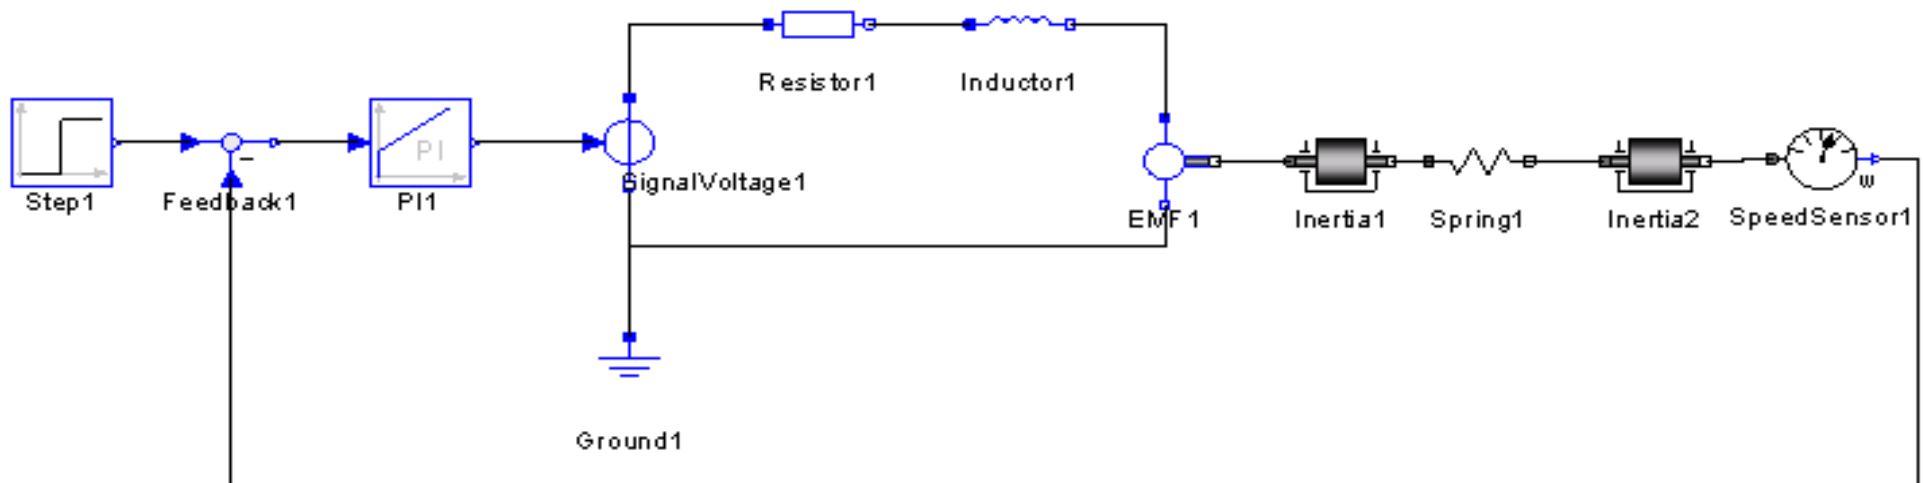 Resistor1
Inductor1
PI
SignalVoltage1
Step1
Feedback1
PI1
EMF1
Inertia1
Spring1
Inertia2
w
SpeedSensor1
Ground1